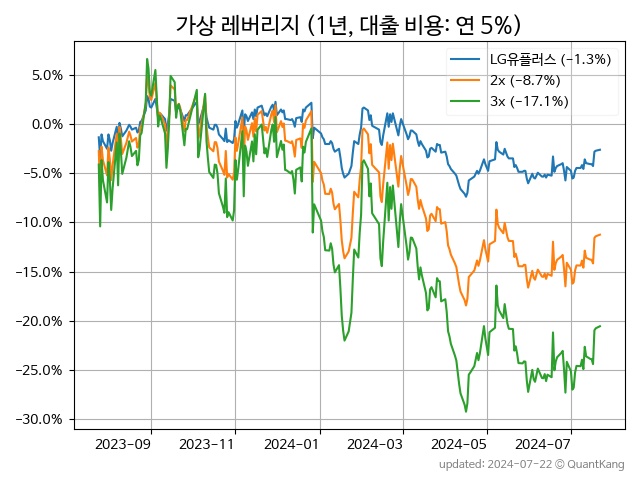 가상 레버리지 (1년, 대출 비용: 연 5%)
LG유플러스 (−1.3%)
2x (−8.7%)
3x (−17.1%)
5.0%
0.0%
−5.0%
−10.0%
−15.0%
−20.0%
−25.0%
−30.0%
2023-09 2023-11 2024-01 2024-03 2024-05 2024-07
updated: 2024-07-22 © QuantKang